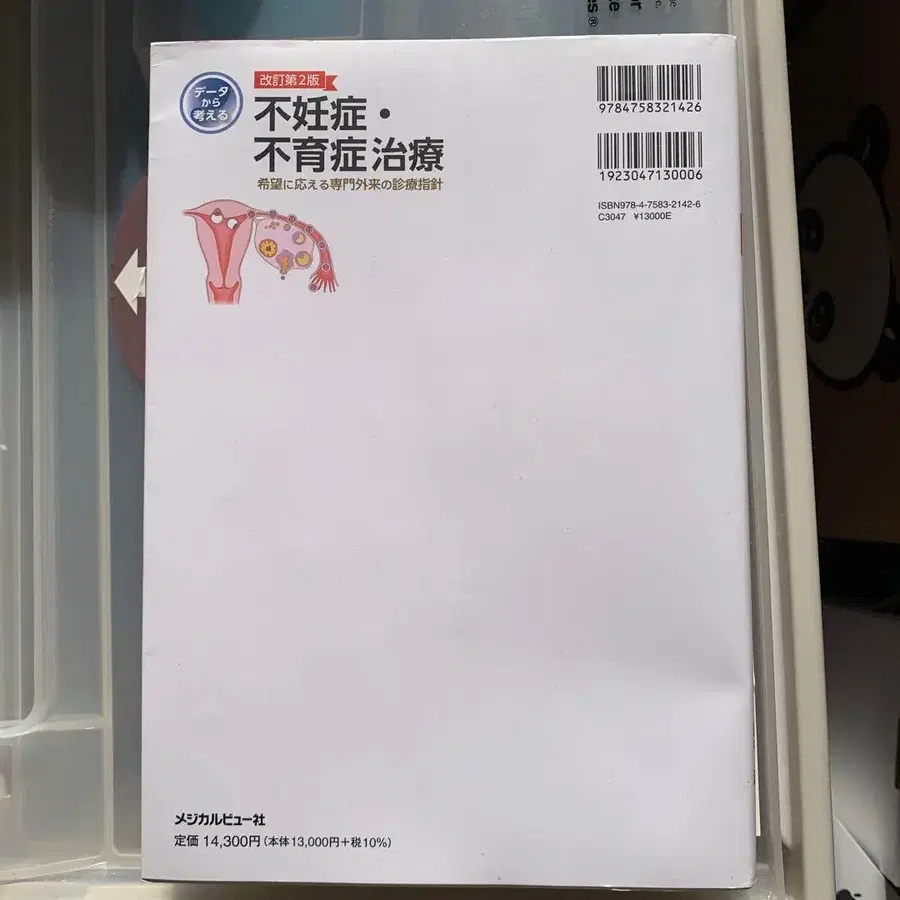 データ
から
考える
改訂第2版
不妊症・
不育症治療
希望に応える専門外来の診療指針
9784758321426
1923047130006
ISBN978-4-7583-2142-6
C3047 ¥13000E
メジカルビュー社
定価 14,300円(本体13,000円+税10%)